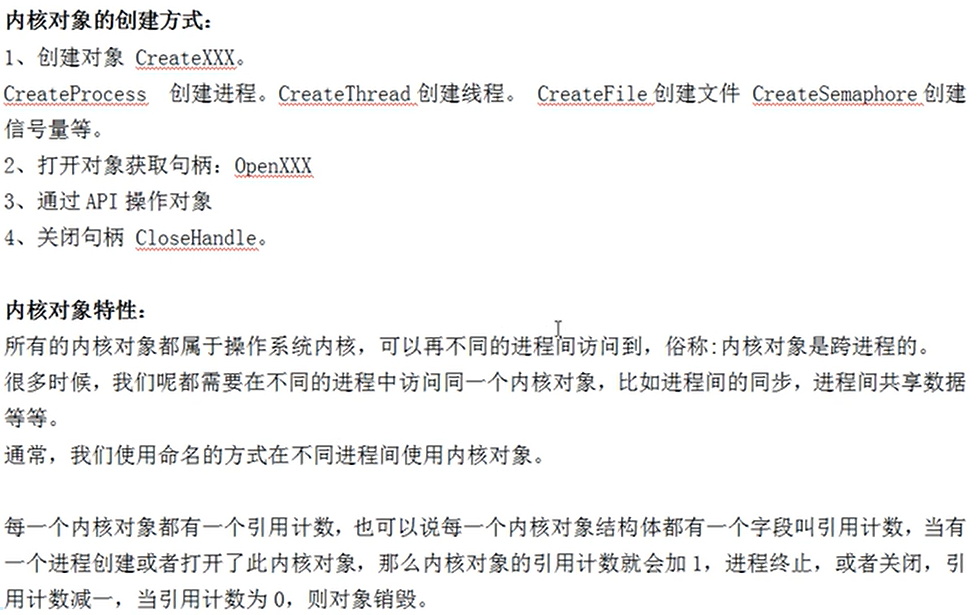 内核对象的创建方式：
1、创建对象 CreateXXX。
CreateProcess 创建进程。CreateThread 创建线程。 CreateFile 创建文件 CreateSemaphore 创建
信号量等。
2、打开对象获取句柄：OpenXXX
3、通过 API 操作对象
4、关闭句柄 CloseHandle。
内核对象特性：
所有的内核对象都属于操作系统内核，可以再不同的进程间访问到，俗称：内核对象是跨进程的。
很多时候，我们呢都需要在不同的进程中访问同一个内核对象，比如进程间的同步，进程间共享数据
等等。
通常，我们使用命名的方式在不同进程间使用内核对象。
每一个内核对象都有一个引用计数，也可以说每一个内核对象结构体都有一个字段叫引用计数，当有
一个进程创建或者打开了此内核对象，那么内核对象的引用计数就会加 1，进程终止，或者关闭，引
用计数减一，当引用计数为 0，则对象销毁。